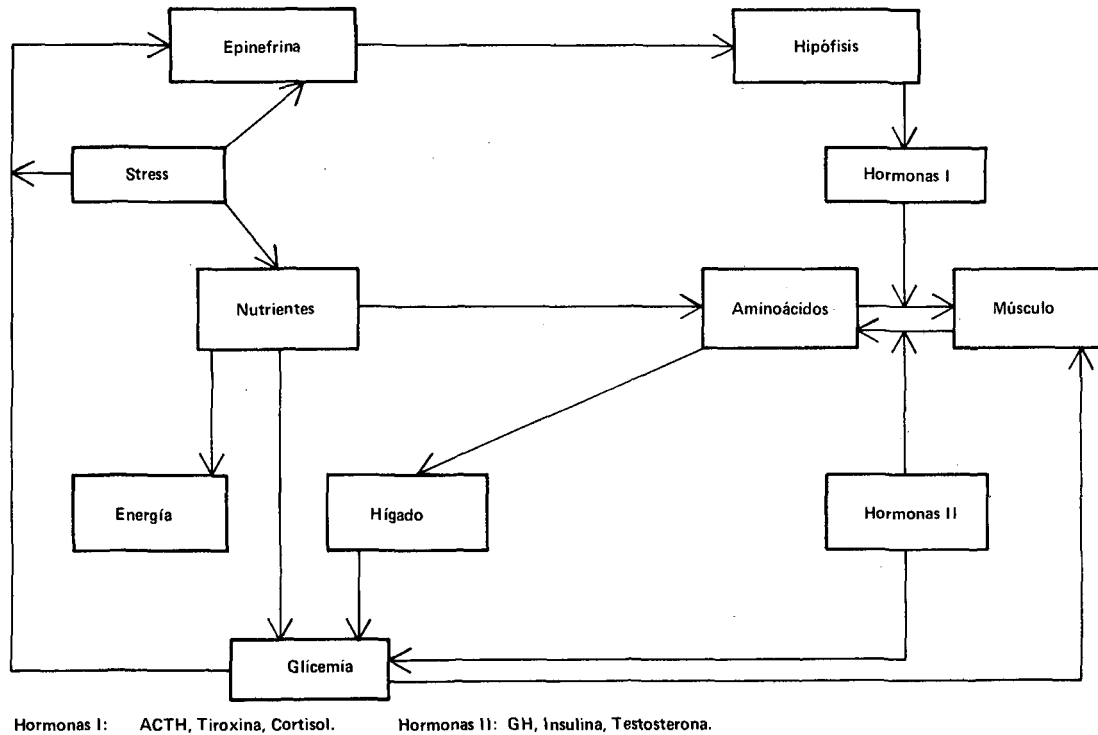 Epinefrina
Hipófisis
Stress
Hormonas I
Nutrientes
Aminoácidos
Músculo
Energía
Hígado
Hormonas II
Glicemia
Hormonas I: ACTH, Tiroxina, Cortisol. Hormonas II: GH, Insulina, Testosterona.